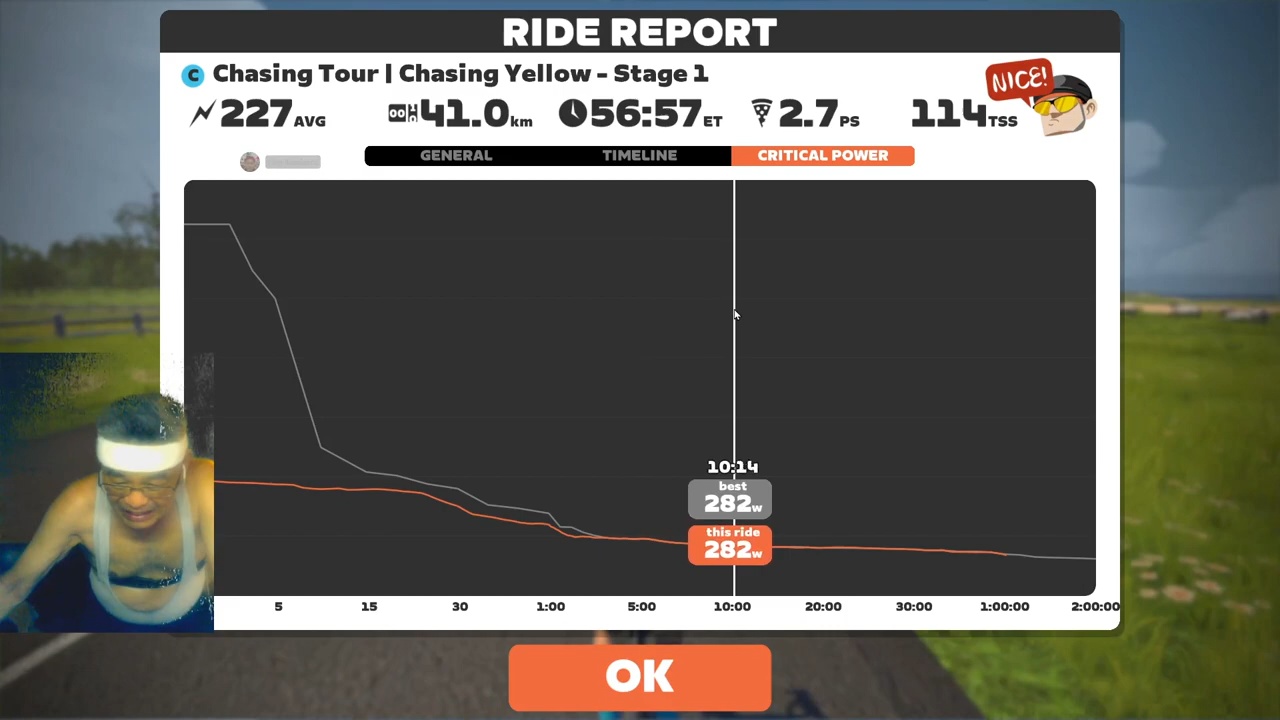 RIDE REPORT
C Chasing Tour | Chasing Yellow - Stage 1
NICE!
227 AVG 41.0 km 56:57 ET 2.7 PS 114 TSS
GENERAL TIMELINE CRITICAL POWER
10:14
best
282w
this ride
282w
5 15 30 1:00 5:00 10:00 20:00 30:00 1:00:00 2:00:00
OK